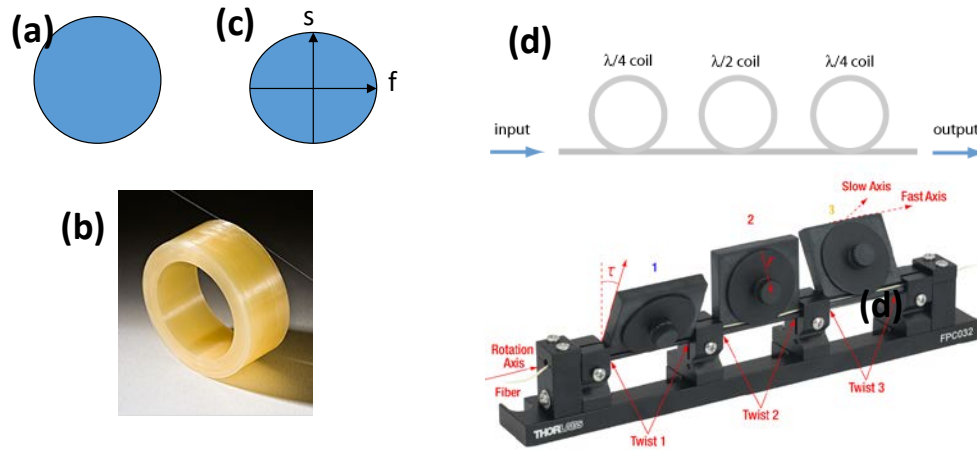 (a)
(c)
s
f
(b)
(d)
λ/4 coil
λ/2 coil
λ/4 coil
input
output
Slow Axis
Fast Axis
1
2
3
τ
(d)
Rotation
Axis
Fiber
Twist 1
Twist 2
Twist 3
THORLABS
FPC032